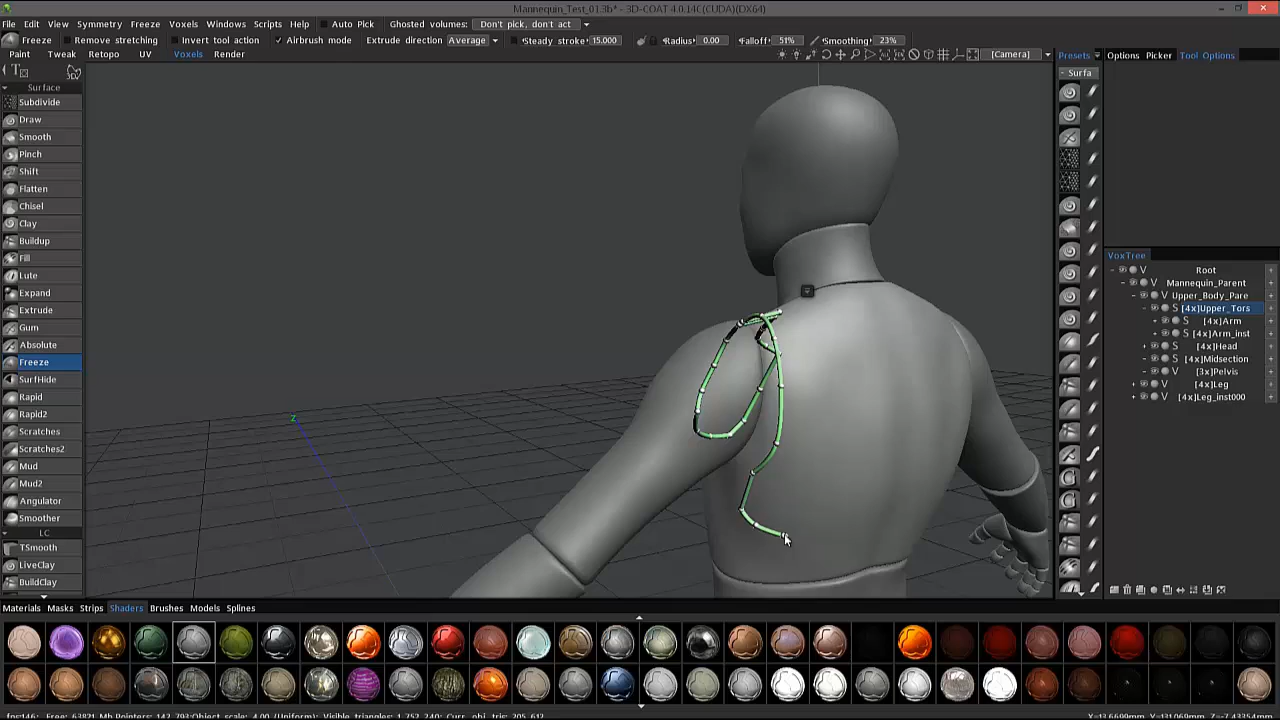 Mannequin_Test_01.3b* - 3D-COAT 4.0.14C(CUDA)(DX64)
File Edit View Symmetry Freeze Voxels Windows Scripts Help Auto Pick Ghosted volumes: Don't pick, don't act
Freeze Remove stretching Invert tool action Airbrush mode Extrude direction Average Steady stroke 15.000 Radius: 0.00 Falloff: 51% Smoothing: 23%
Paint Tweak Retopo UV Voxels Render [Camera] Presets Options Picker Tool Options
Surface
Subdivide
Draw
Smooth
Pinch
Shift
Flatten
Chisel
Clay
Buildup
Fill
Lute
Expand
Extrude
Gum
Absolute
Freeze
SurfHide
Rapid
Rapid2
Scratches
Scratches2
Mud
Mud2
Angulator
Smoother
LC
TSmooth
LiveClay
BuildClay
Z
Surfa
VoxTree
V Root
V Mannequin_Parent
V Upper_Body_Pare
S [4x]Upper_Tors
S [4x]Arm
S [4x]Arm_inst
S [4x]Head
S [4x]Midsection
V [3x]Pelvis
V [4x]Leg
V [4x]Leg_inst000
Materials Masks Strips Shaders Brushes Models Splines